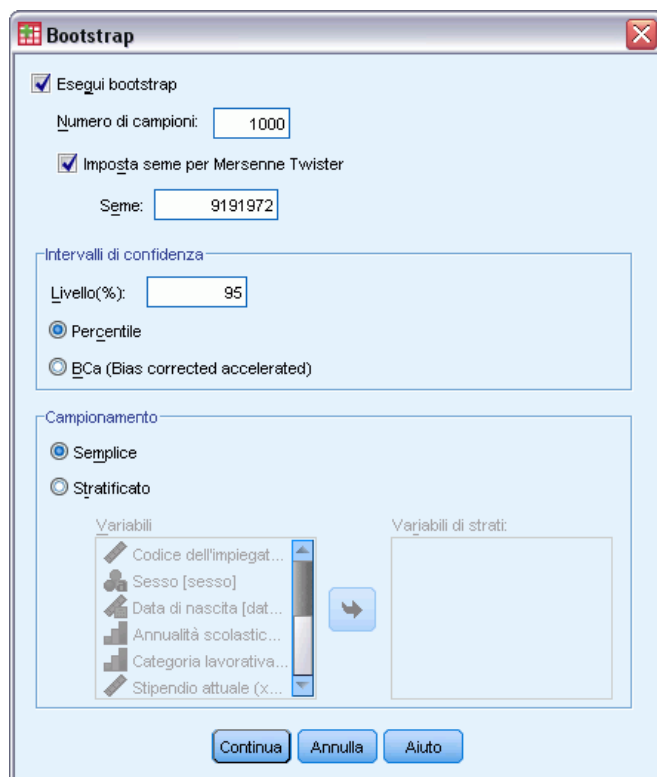 Bootstrap
Esegui bootstrap
Numero di campioni: 1000
Imposta seme per Mersenne Twister
Seme: 9191972
Intervalli di confidenza
Livello(%): 95
Percentile
BCa (Bias corrected accelerated)
Campionamento
Semplice
Stratificato
Variabili
Codice dell'impiegat...
Sesso [sesso]
Data di nascita [dat...
Annualità scolastic...
Categoria lavorativa...
Stipendio attuale (x...
Variabili di strati:
Continua Annulla Aiuto